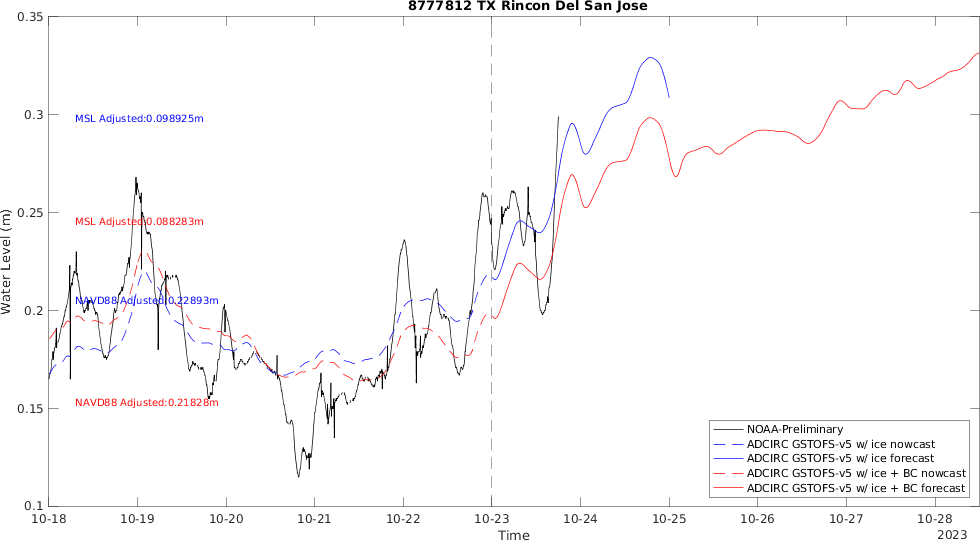 8777812 TX Rincon Del San Jose
0.35
0.3
0.25
0.2
0.15
0.1
Water Level (m)
MSL Adjusted:0.098925m
MSL Adjusted:0.088283m
NAVD88 Adjusted:0.22893m
NAVD88 Adjusted:0.21828m
NOAA-Preliminary
ADCIRC GSTOFS-v5 w/ ice nowcast
ADCIRC GSTOFS-v5 w/ ice forecast
ADCIRC GSTOFS-v5 w/ ice + BC nowcast
ADCIRC GSTOFS-v5 w/ ice + BC forecast
10-18 10-19 10-20 10-21 10-22 10-23 10-24 10-25 10-26 10-27 10-28
Time
2023